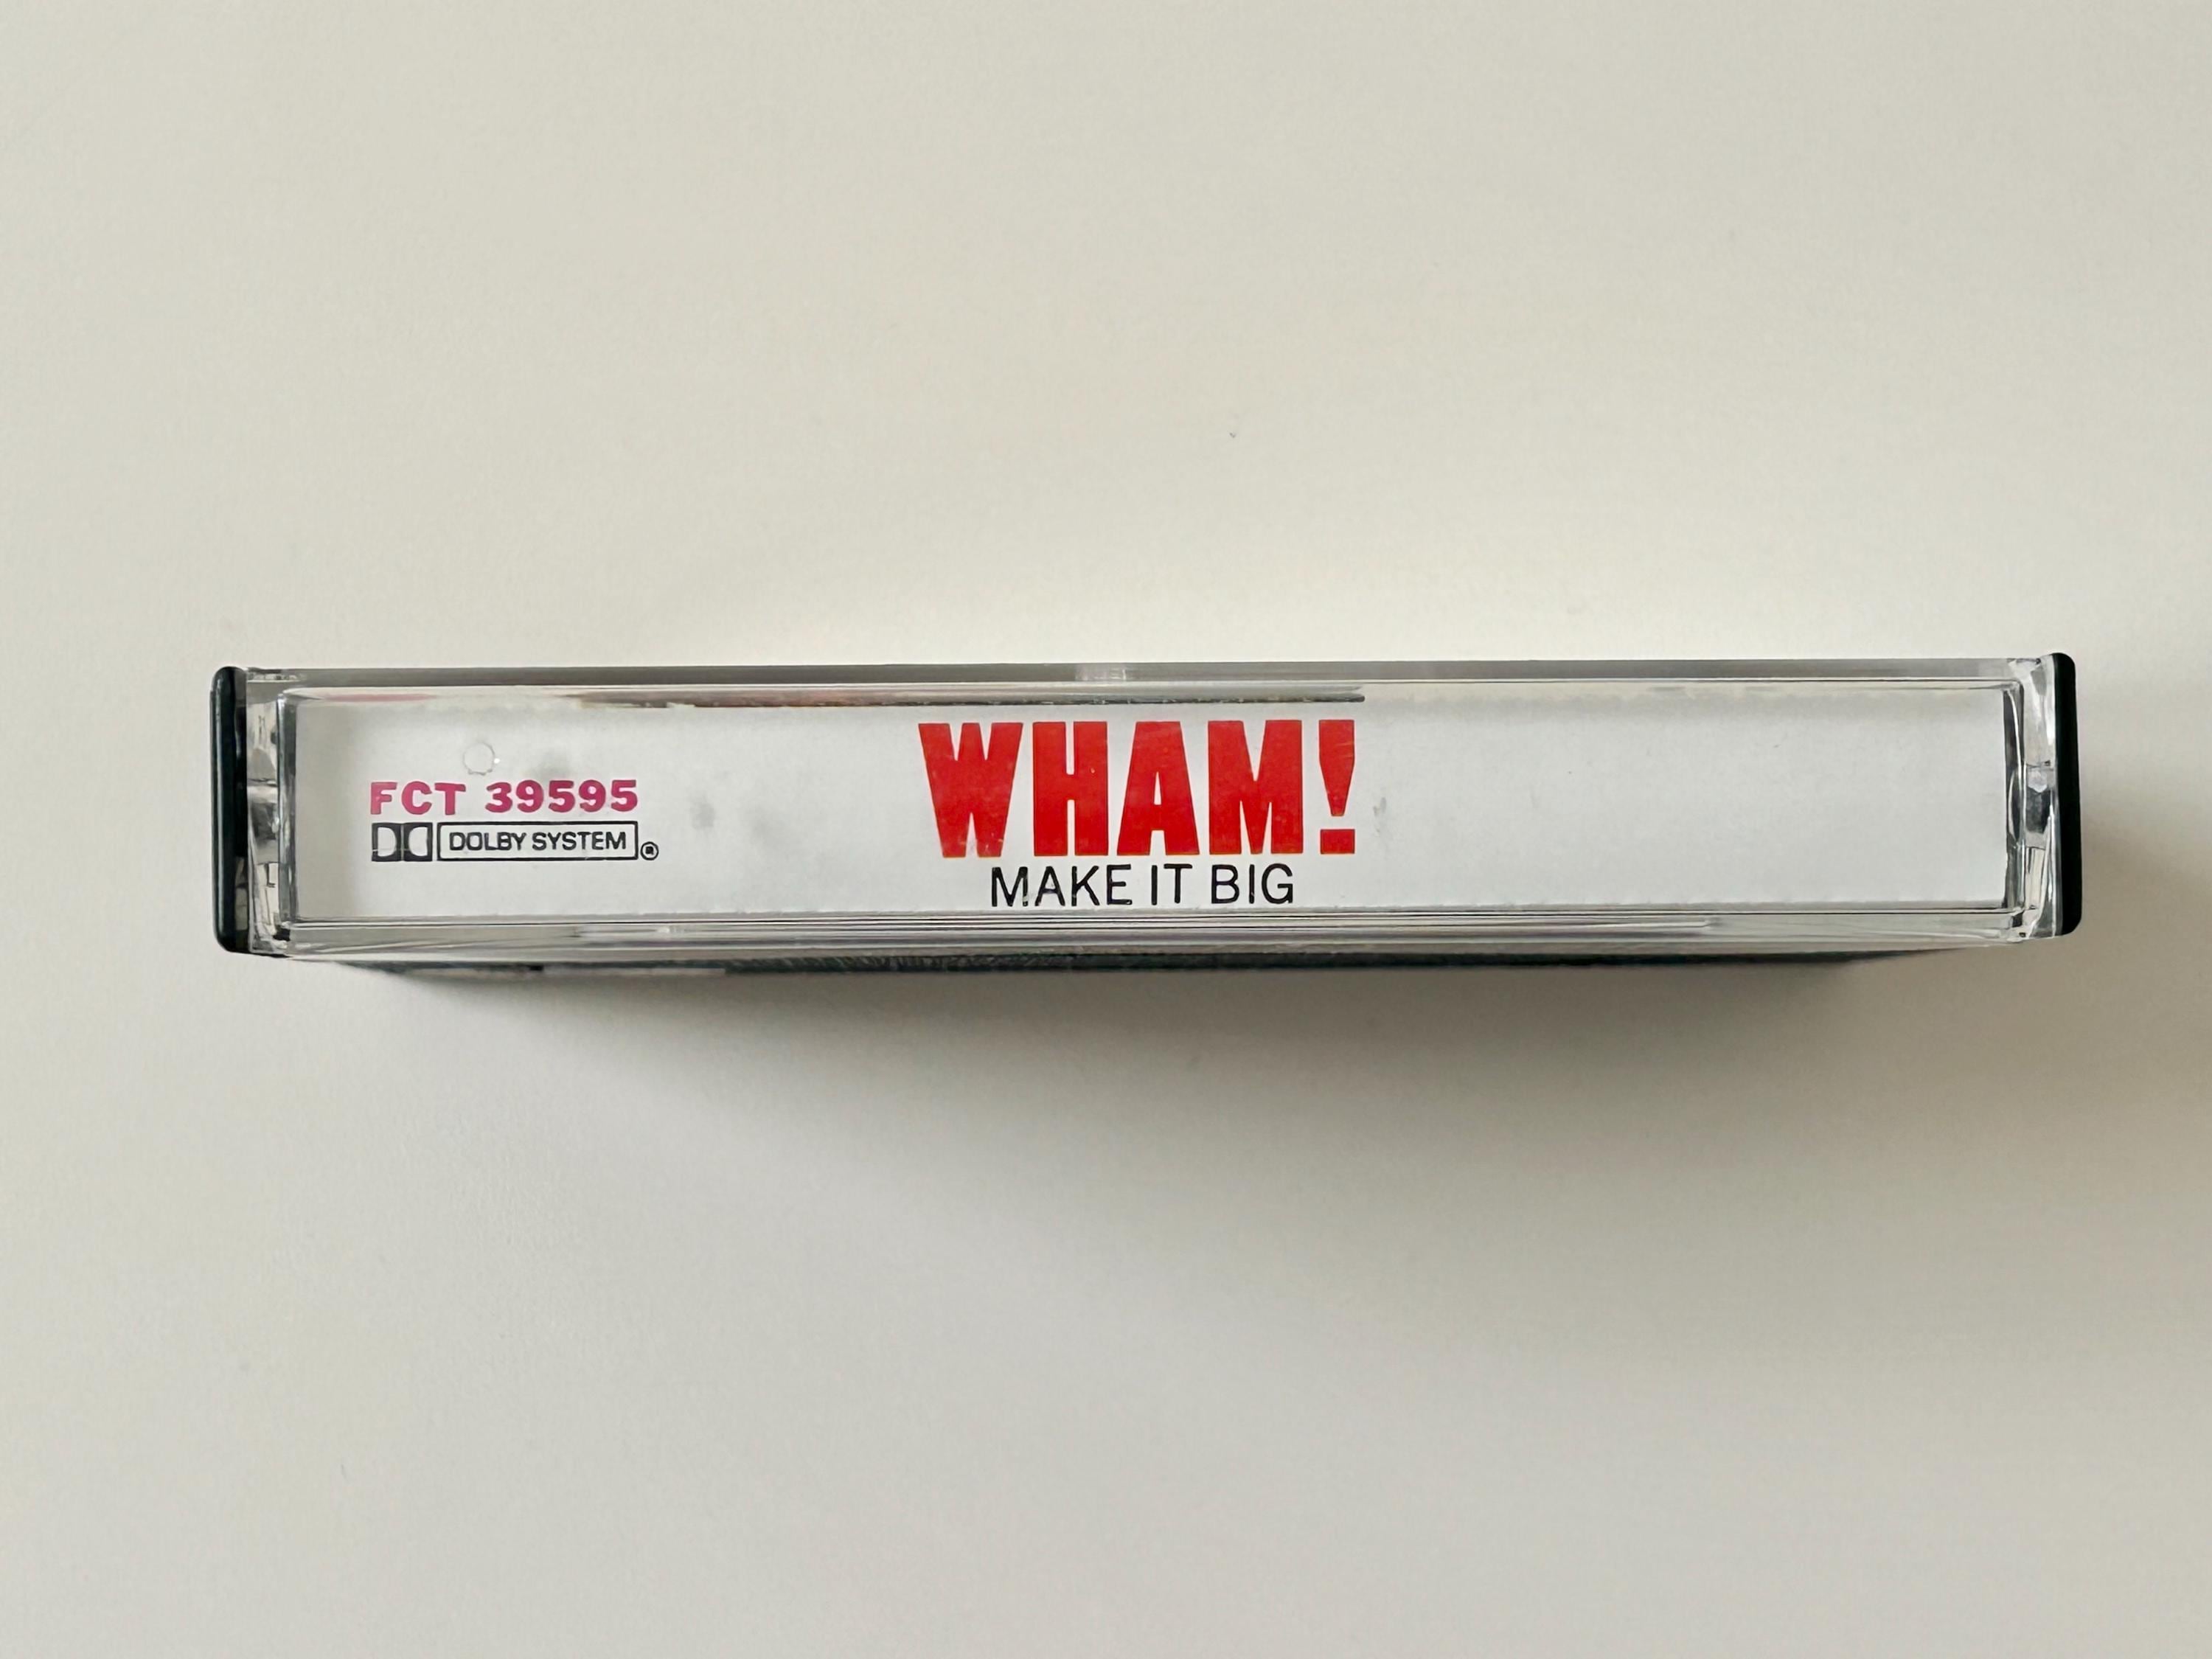 FCT 39595
DOLBY SYSTEM®
WHAM!
MAKE IT BIG